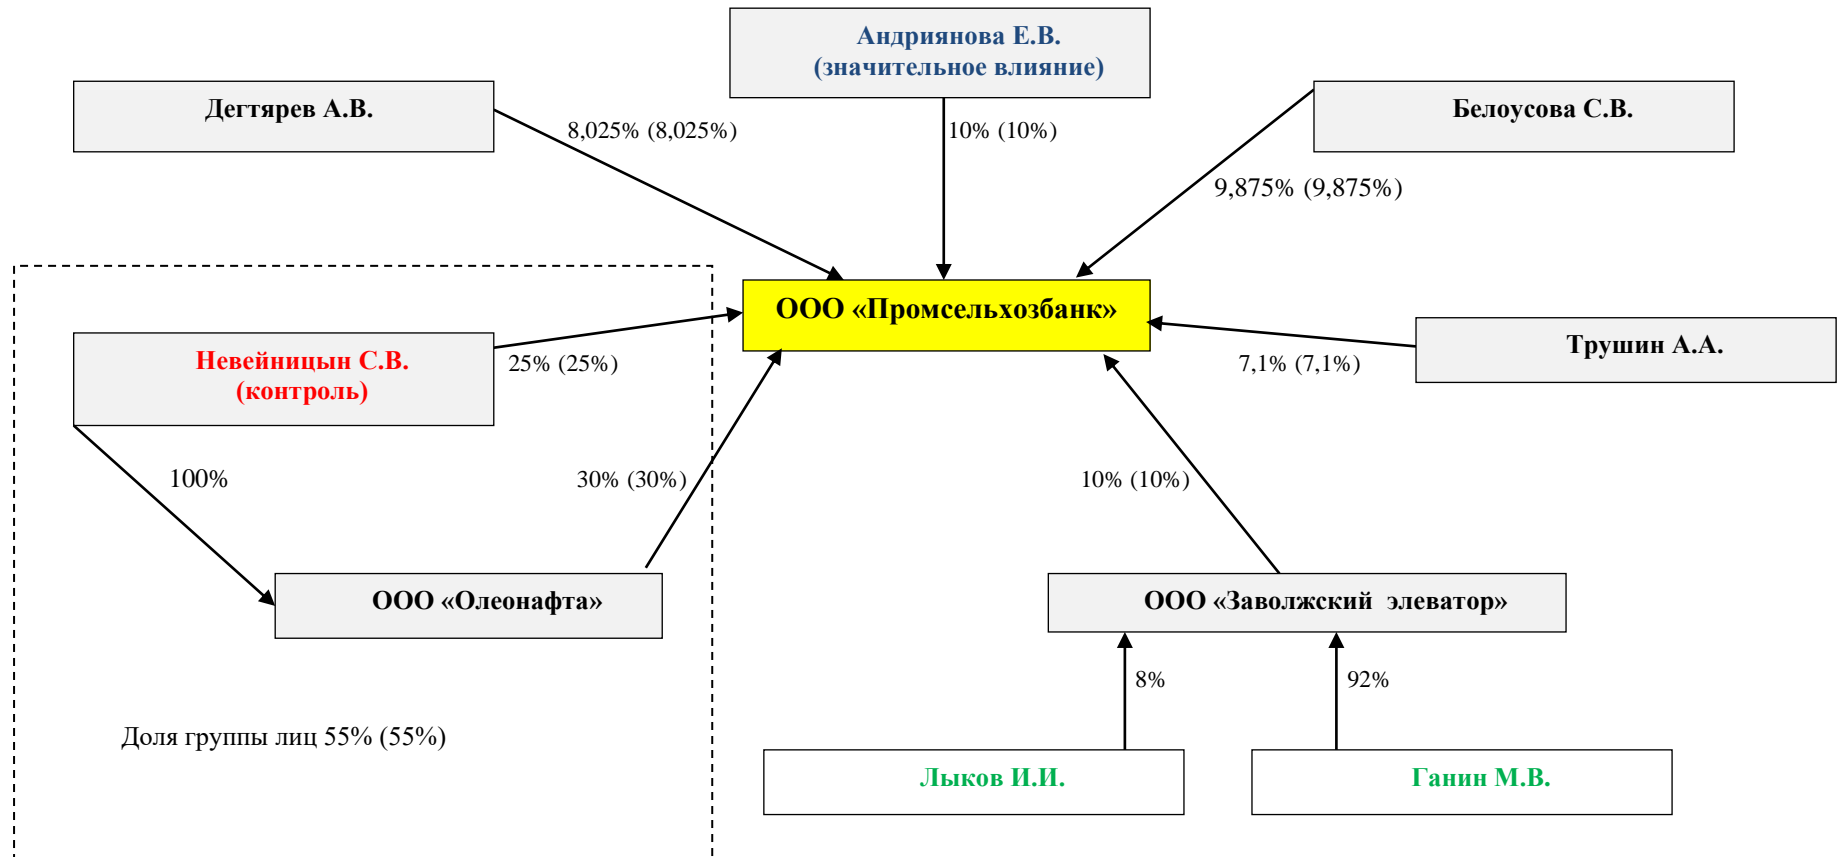 Андриянова Е.В.
(значительное влияние)
Дегтярев А.В.
Белоусова С.В.
8,025% (8,025%)
10% (10%)
9,875% (9,875%)
ООО «Промсельхозбанк»
Невейницын С.В.
(контроль)
25% (25%)
Трушин А.А.
7,1% (7,1%)
100%
30% (30%)
10% (10%)
ООО «Олеонафта»
ООО «Заволжский элеватор»
8%
92%
Доля группы лиц 55% (55%)
Лыков И.И.
Ганин М.В.